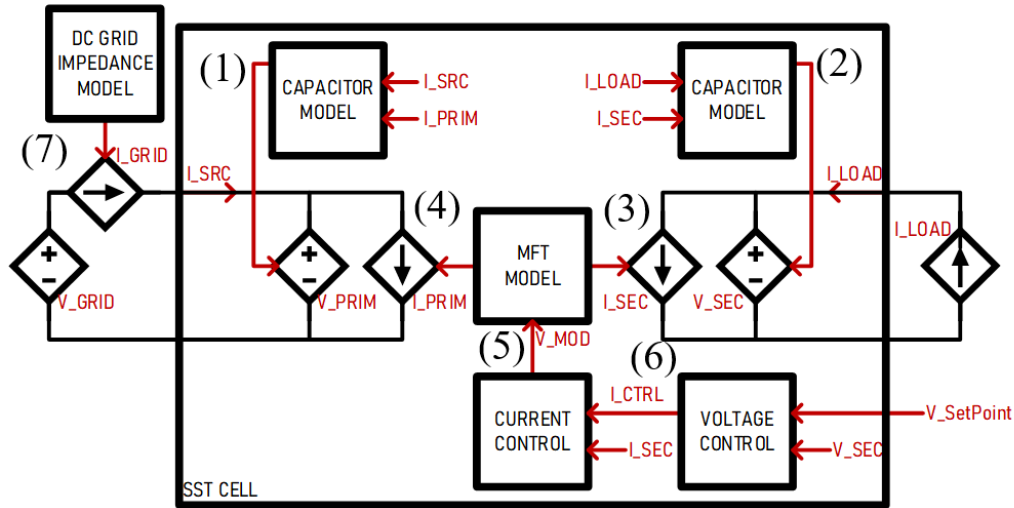 DC GRID
IMPEDANCE
MODEL
(1)
CAPACITOR
MODEL
I_SRC
I_PRIM
I_LOAD
I_SEC
CAPACITOR
MODEL
(2)
(7)
I_GRID
I_SRC
I_LOAD
(4)
(3)
I_LOAD
+
-
V_GRID
+
-
V_PRIM
I_PRIM
MFT
MODEL
I_SEC
+
-
V_SEC
(5)
V_MOD
(6)
CURRENT
CONTROL
I_CTRL
I_SEC
VOLTAGE
CONTROL
V_SetPoint
V_SEC
SST CELL